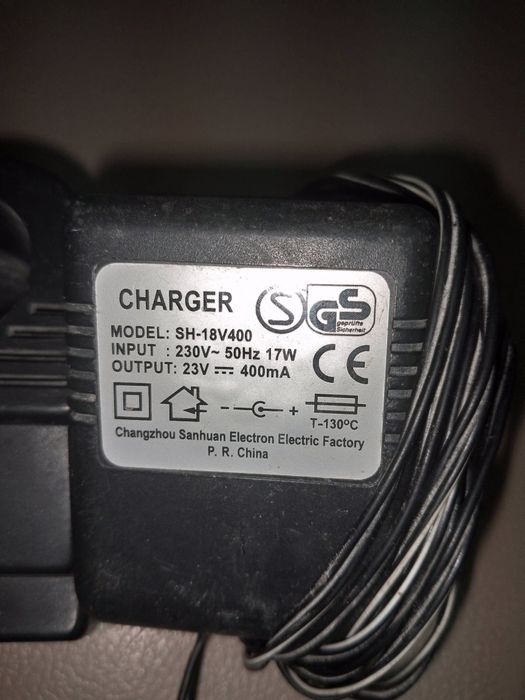 CHARGER
S GS
geprüfte
Sicherheit
MODEL: SH-18V400
INPUT : 230V~ 50Hz 17W
OUTPUT: 23V ⎓ 400mA
CE
- +
T-130ºC
Changzhou Sanhuan Electron Electric Factory
P. R. China